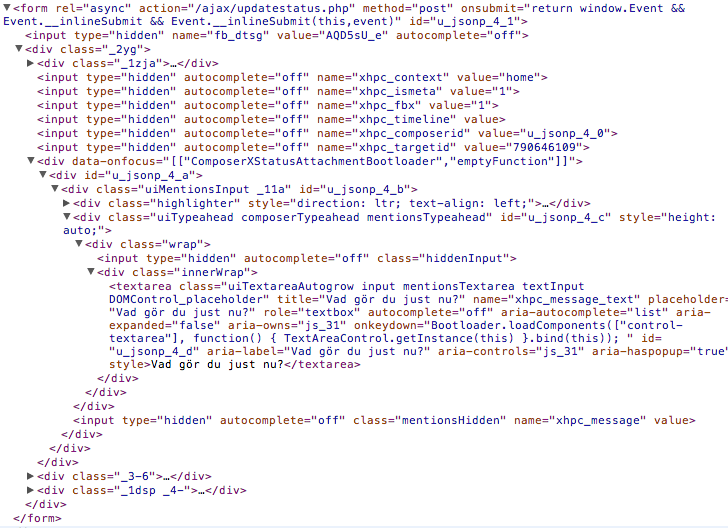 ▼<form rel="async" action="/ajax/updatestatus.php" method="post" onsubmit="return window.Event &&
Event.__inlineSubmit && Event.__inlineSubmit(this,event)" id="u_jsonp_4_1">
<input type="hidden" name="fb_dtsg" value="AQD5sU_e" autocomplete="off">
▼<div class="_2yg">
▶<div class="_1zja">…</div>
<input type="hidden" autocomplete="off" name="xhpc_context" value="home">
<input type="hidden" autocomplete="off" name="xhpc_ismeta" value="1">
<input type="hidden" autocomplete="off" name="xhpc_fbx" value="1">
<input type="hidden" autocomplete="off" name="xhpc_timeline" value>
<input type="hidden" autocomplete="off" name="xhpc_composerid" value="u_jsonp_4_0">
<input type="hidden" autocomplete="off" name="xhpc_targetid" value="790646109">
▼<div data-onfocus="[["ComposerXStatusAttachmentBootloader","emptyFunction"]]">
▼<div id="u_jsonp_4_a">
▼<div class="uiMentionsInput _11a" id="u_jsonp_4_b">
▶<div class="highlighter" style="direction: ltr; text-align: left;">…</div>
▼<div class="uiTypeahead composerTypeahead mentionsTypeahead" id="u_jsonp_4_c" style="height:
auto;">
▼<div class="wrap">
<input type="hidden" autocomplete="off" class="hiddenInput">
▼<div class="innerWrap">
<textarea class="uiTextareaAutogrow input mentionsTextarea textInput
DOMControl_placeholder" title="Vad gör du just nu?" name="xhpc_message_text" placeholder=
"Vad gör du just nu?" role="textbox" autocomplete="off" aria-autocomplete="list" aria-
expanded="false" aria-owns="js_31" onkeydown="Bootloader.loadComponents(["control-
textarea"], function() { TextAreaControl.getInstance(this) }.bind(this)); " id=
"u_jsonp_4_d" aria-label="Vad gör du just nu?" aria-controls="js_31" aria-haspopup="true"
style>Vad gör du just nu?</textarea>
</div>
</div>
</div>
<input type="hidden" autocomplete="off" class="mentionsHidden" name="xhpc_message" value>
</div>
</div>
</div>
▶<div class="_3-6">…</div>
▶<div class="_1dsp _4-">…</div>
</div>
</form>